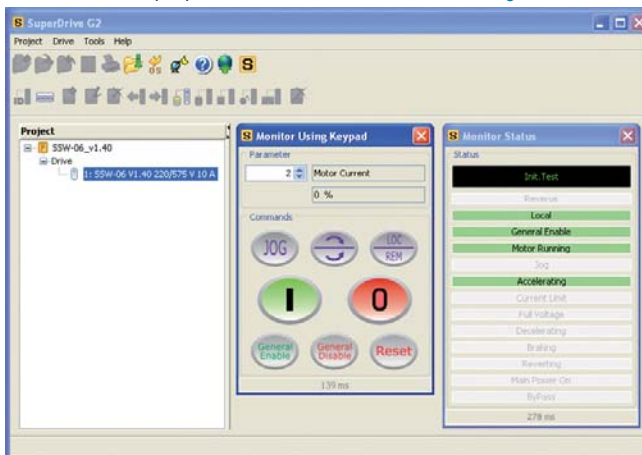 SuperDrive G2
Project Drive Tools Help
S
Project
SSW-06_v1.40
Drive
1: SSW-06 V1.40 220/575 V 10 A
Monitor Using Keypad
Parameter
2 Motor Current
0 %
Commands
JOG
LOC
REM
I
0
General Enable
General Disable
Reset
139 ms
Monitor Status
Status
Init.Test
Reverse
Local
General Enable
Motor Running
Jog
Accelerating
Current Limit
Full Voltage
Decelerating
Braking
Reverting
Main Power On
ByPass
278 ms